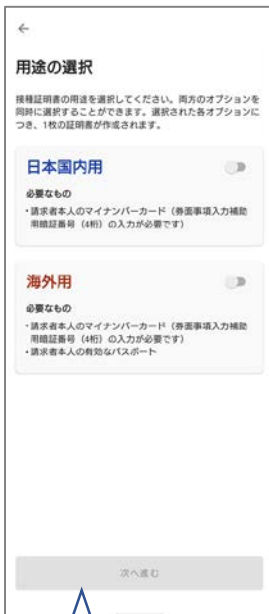 用途の選択
接種証明書の用途を選択してください。両方のオプションを
同時に選択することができます。選択された各オプションに
つき、1枚の証明書が作成されます。
日本国内用
必要なもの
・請求者本人のマイナンバーカード（券面事項入力補助
用暗証番号（4桁）の入力が必要です）
海外用
必要なもの
・請求者本人のマイナンバーカード（券面事項入力補助
用暗証番号（4桁）の入力が必要です）
・請求者本人の有効なパスポート
次へ進む